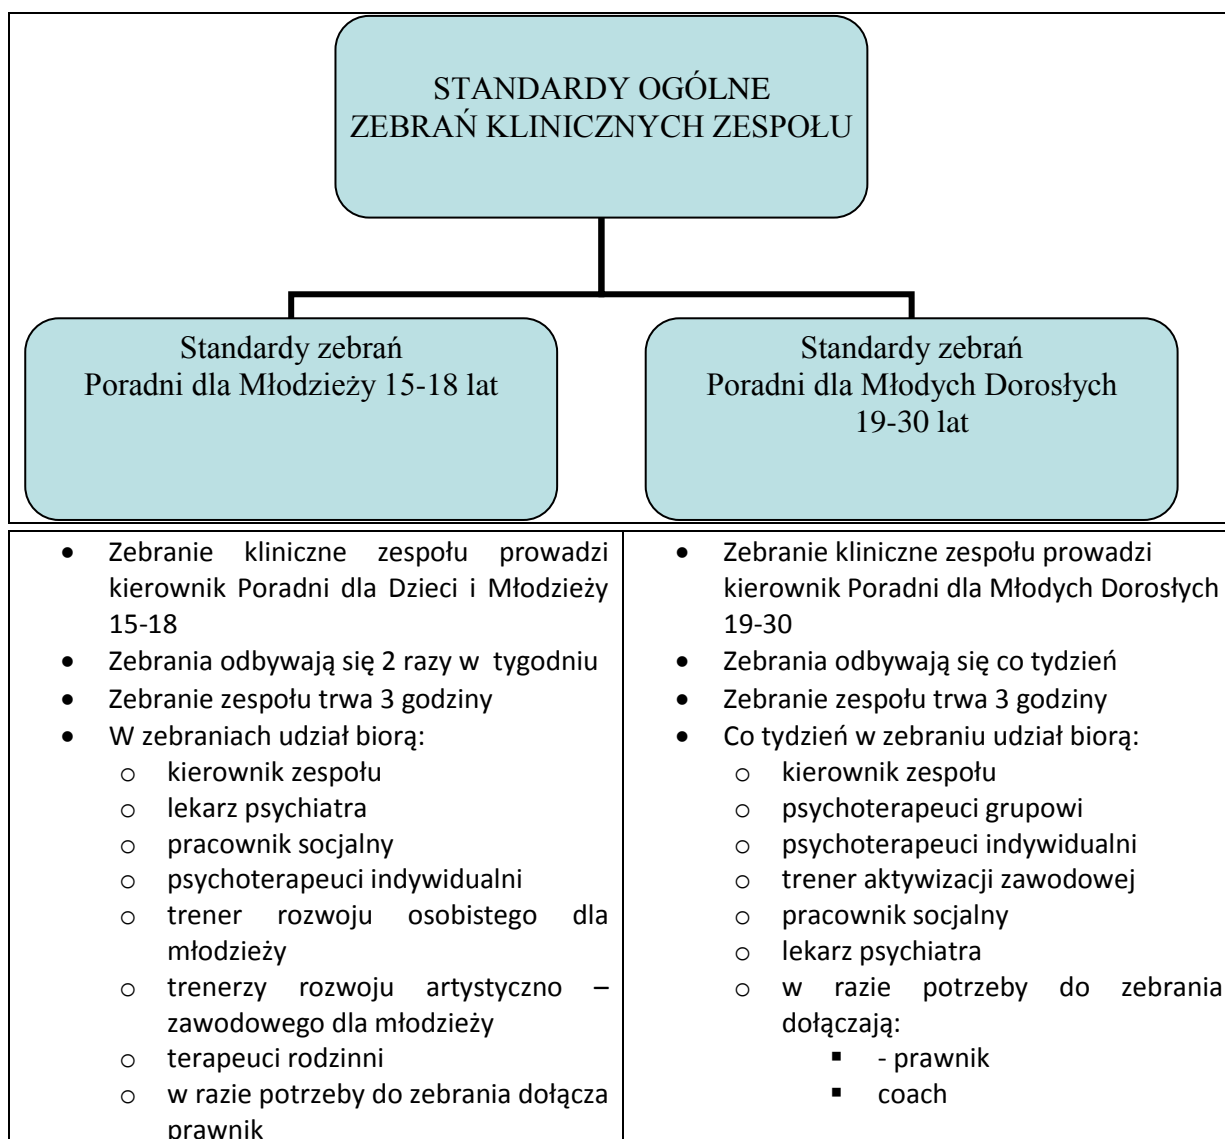 STANDARDY OGÓLNE
ZEBRAŃ KLINICZNYCH ZESPOŁU
Standardy zebrań
Poradni dla Młodzieży 15-18 lat
Standardy zebrań
Poradni dla Młodych Dorosłych
19-30 lat
• Zebranie kliniczne zespołu prowadzi
kierownik Poradni dla Dzieci i Młodzieży
15-18
• Zebrania odbywają się 2 razy w tygodniu
• Zebranie zespołu trwa 3 godziny
• W zebraniach udział biorą:
o kierownik zespołu
o lekarz psychiatra
o pracownik socjalny
o psychoterapeuci indywidualni
o trener rozwoju osobistego dla
młodzieży
o trenerzy rozwoju artystyczno –
zawodowego dla młodzieży
o terapeuci rodzinni
o w razie potrzeby do zebrania dołącza
prawnik
• Zebranie kliniczne zespołu prowadzi
kierownik Poradni dla Młodych Dorosłych
19-30
• Zebrania odbywają się co tydzień
• Zebranie zespołu trwa 3 godziny
• Co tydzień w zebraniu udział biorą:
o kierownik zespołu
o psychoterapeuci grupowi
o psychoterapeuci indywidualni
o trener aktywizacji zawodowej
o pracownik socjalny
o lekarz psychiatra
o w razie potrzeby do zebrania
dołączają:
▪ - prawnik
▪ coach